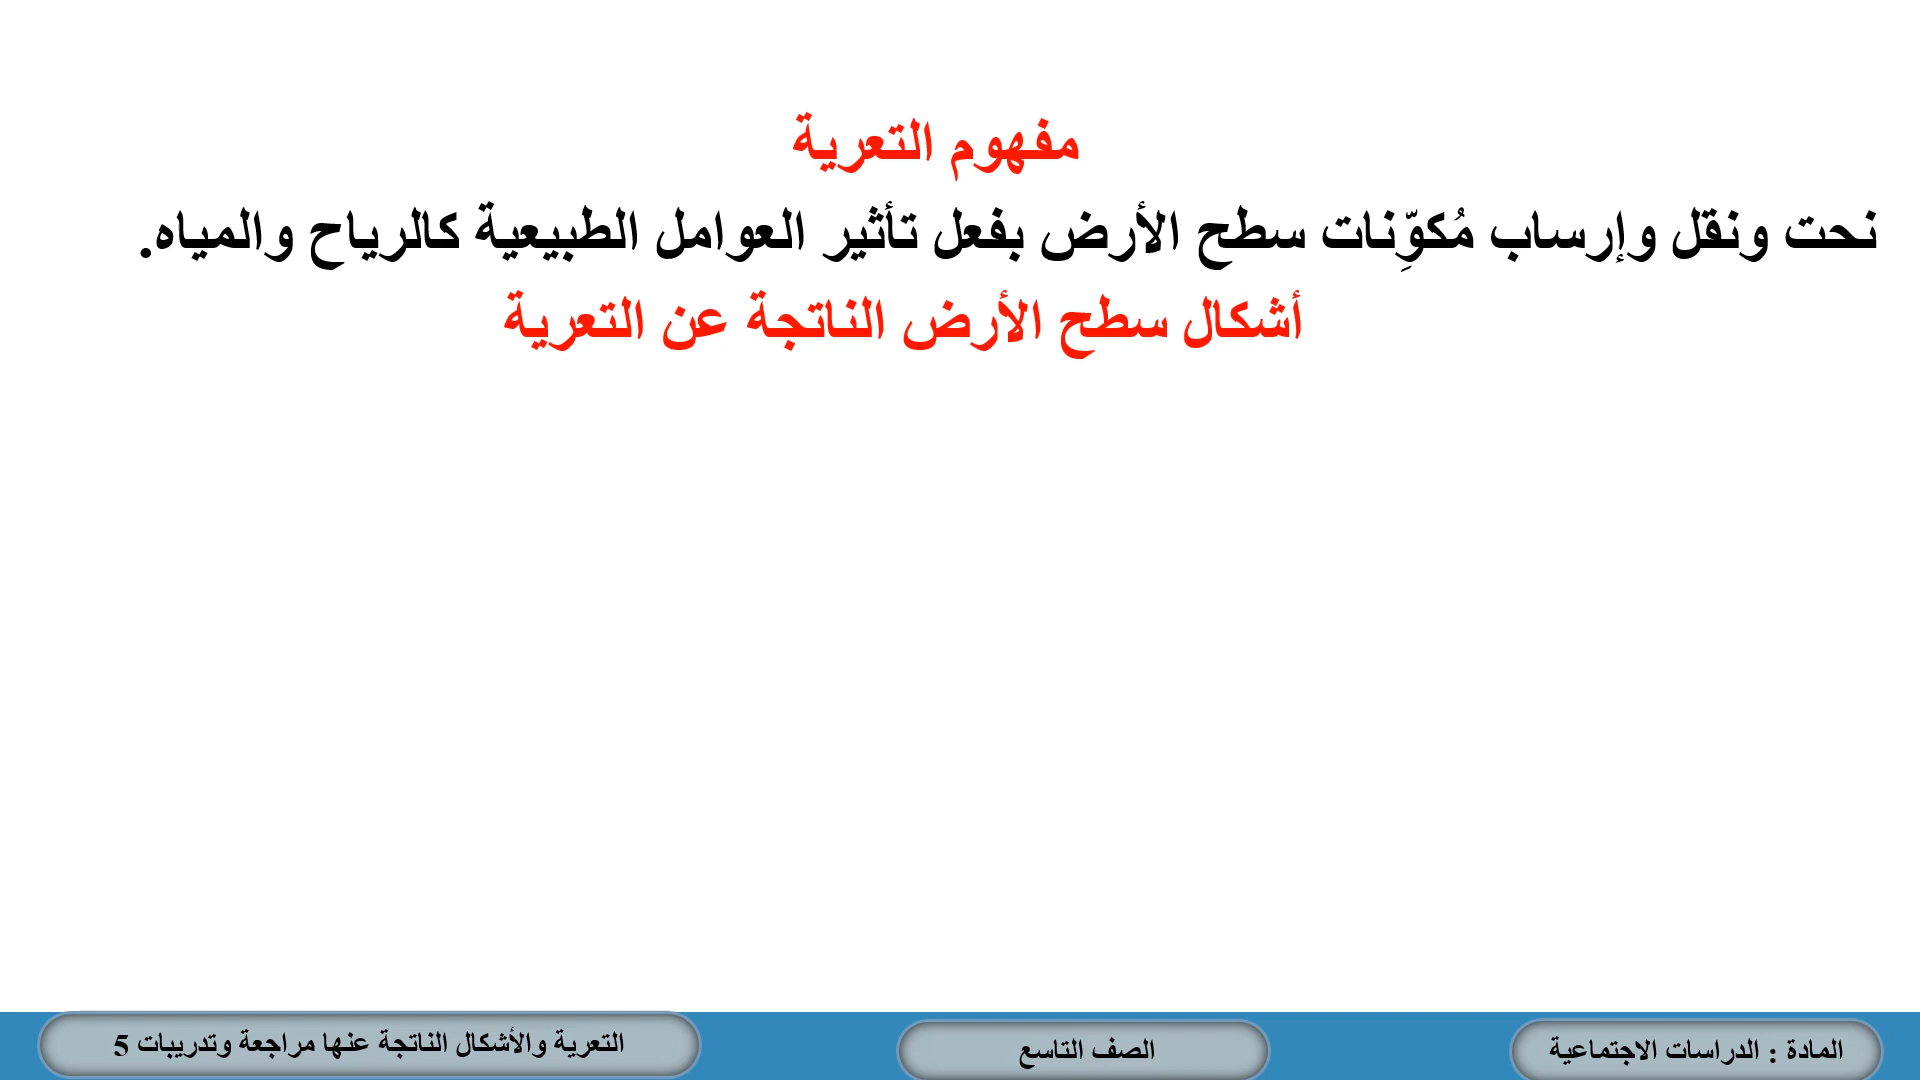 مفهوم التعرية
نحت ونقل وإرساب مُكوِّنات سطح الأرض بفعل تأثير العوامل الطبيعية كالرياح والمياه.
أشكال سطح الأرض الناتجة عن التعرية
المادة : الدراسات الاجتماعية
الصف التاسع
التعرية والأشكال الناتجة عنها مراجعة وتدريبات 5